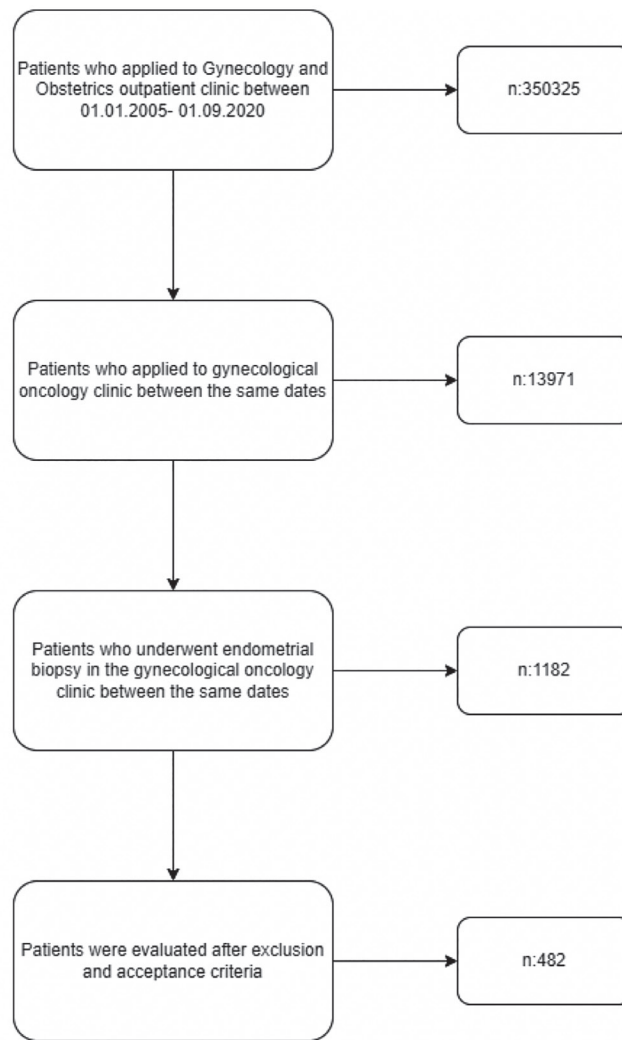 Patients who applied to Gynecology and
Obstetrics outpatient clinic between
01.01.2005- 01.09.2020
n:350325
Patients who applied to gynecological
oncology clinic between the same dates
n:13971
Patients who underwent endometrial
biopsy in the gynecological oncology
clinic between the same dates
n:1182
Patients were evaluated after exclusion
and acceptance criteria
n:482